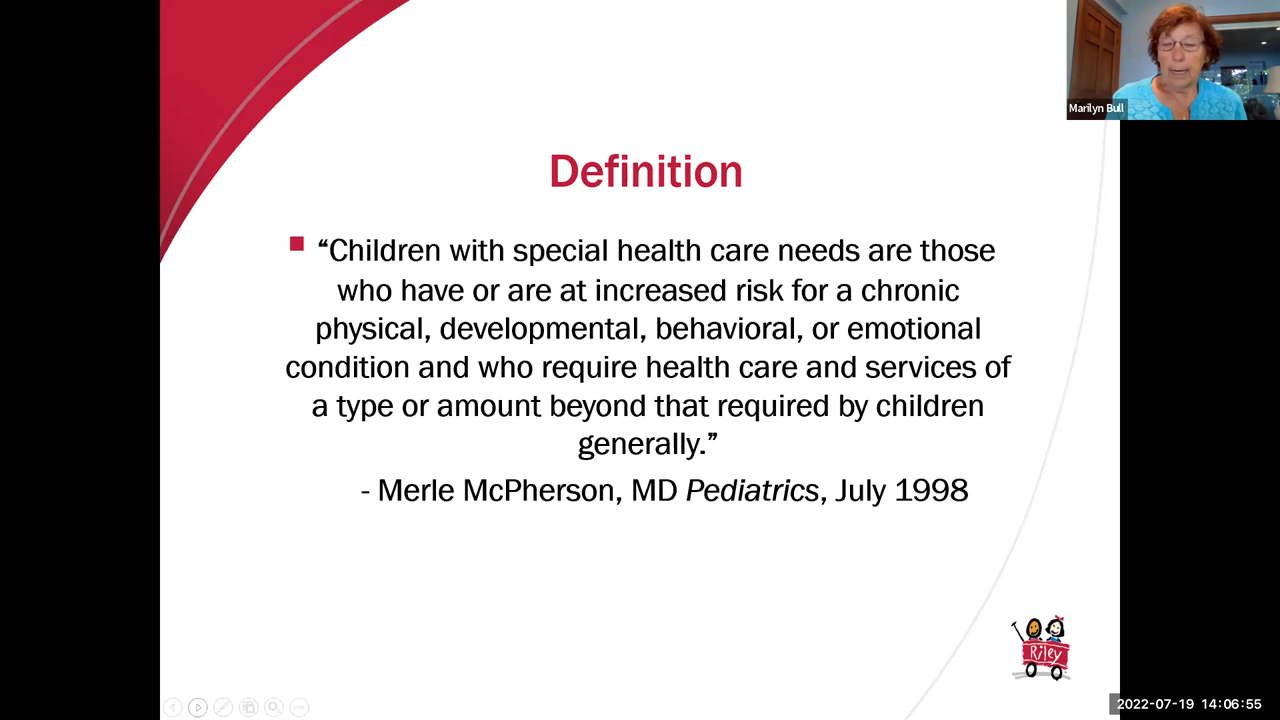 Marilyn Bull
Definition
“Children with special health care needs are those
who have or are at increased risk for a chronic
physical, developmental, behavioral, or emotional
condition and who require health care and services of
a type or amount beyond that required by children
generally.”
- Merle McPherson, MD Pediatrics, July 1998
Riley
2022-07-19 14:06:55